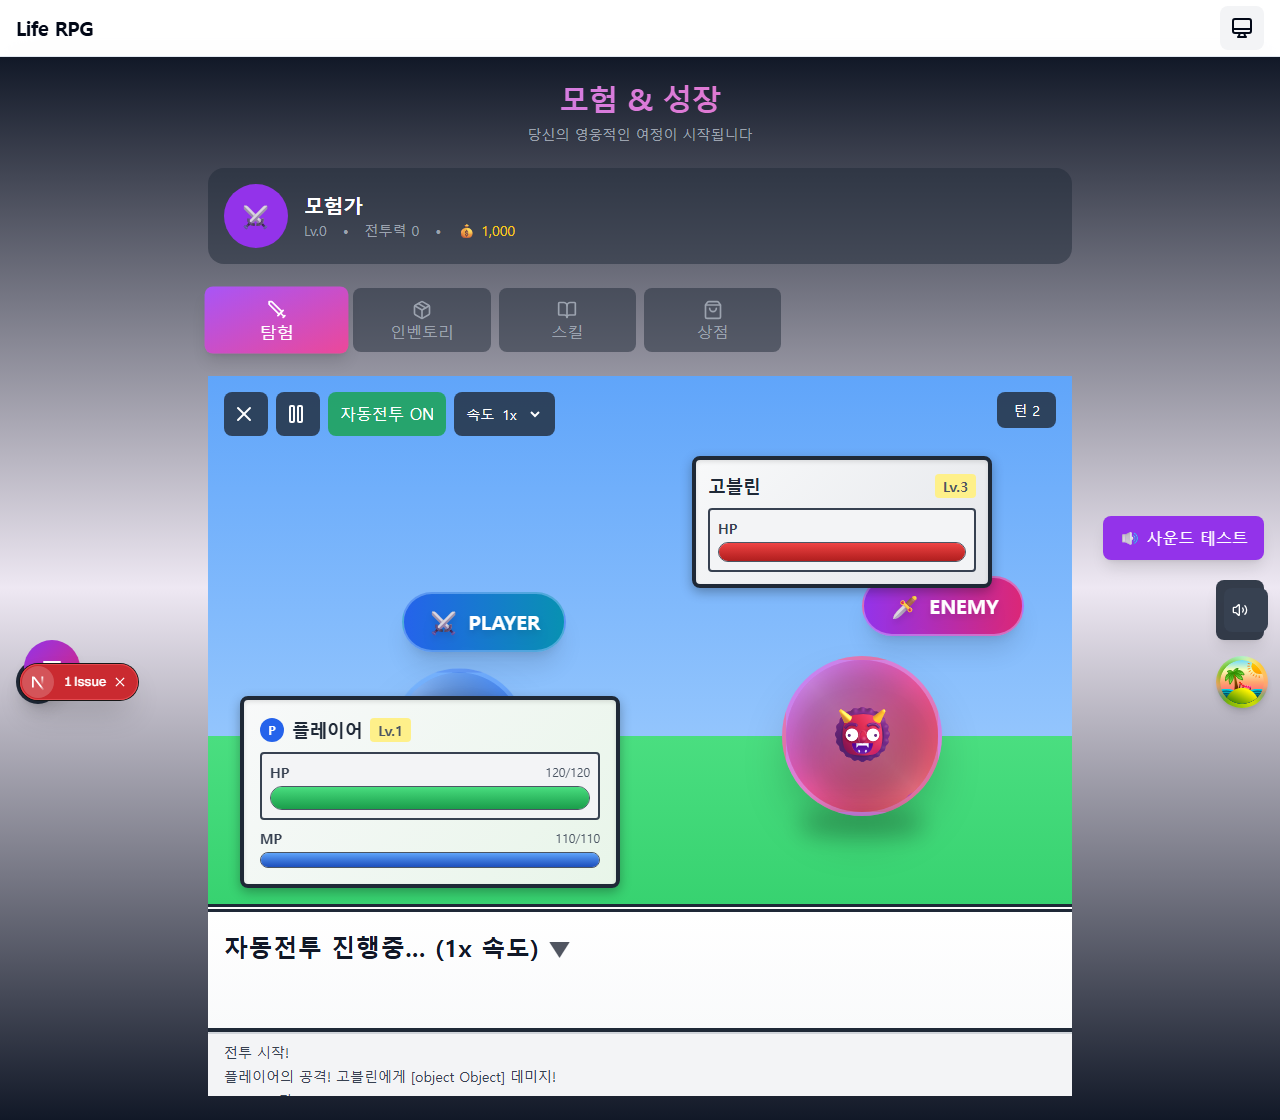 Life RPG
모험 & 성장
당신의 영웅적인 여정이 시작됩니다
모험가
Lv.0 • 전투력 0 • 1,000
탐험
인벤토리
스킬
상점
자동전투 ON
속도 1x
턴 2
고블린
Lv.3
HP
사운드 테스트
PLAYER
ENEMY
1 Issue
P 플레이어 Lv.1
HP 120/120
MP 110/110
자동전투 진행중... (1x 속도) ▼
전투 시작!
플레이어의 공격! 고블린에게 [object Object] 데미지!